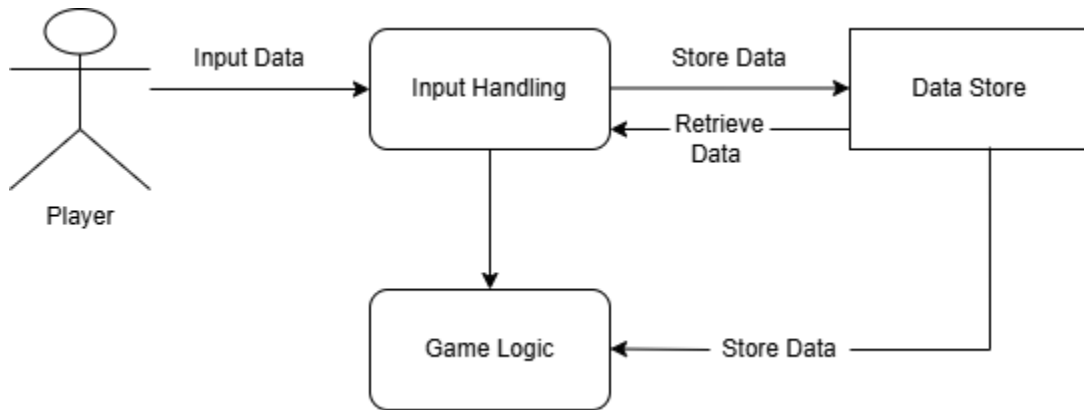 Input Data
Store Data
Input Handling
Data Store
Retrieve
Data
Player
Game Logic
Store Data